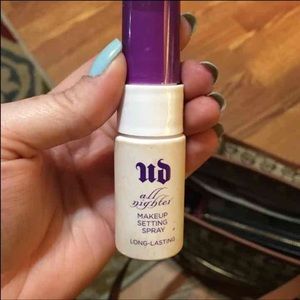 UD
all
nighter
MAKEUP
SETTING
SPRAY
LONG-LASTING